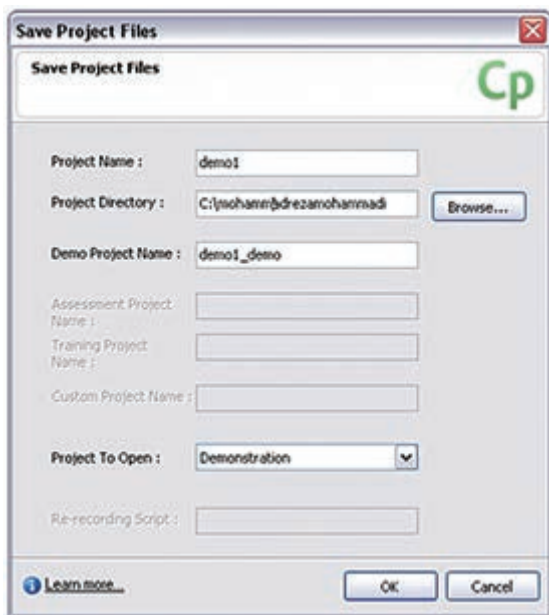 Save Project Files
Save Project Files
Cp
Project Name : demo1
Project Directory : C:\mohammadrezamohammadi Browse...
Demo Project Name : demo1_demo
Assessment Project
Name :
Training Project
Name :
Custom Project Name :
Project To Open : Demonstration
Re-recording Script :
Learn more... OK Cancel